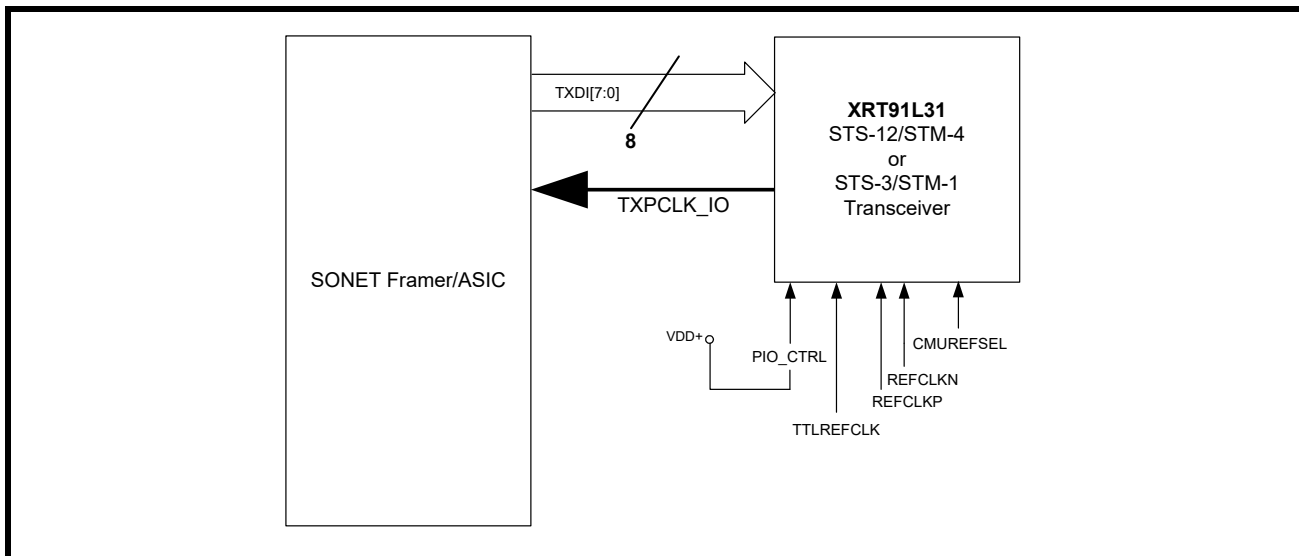 TXDI[7:0]
8
TXPCLK_IO
SONET Framer/ASIC
XRT91L31
STS-12/STM-4
or
STS-3/STM-1
Transceiver
VDD+
PIO_CTRL
CMUREFSEL
REFCLKN
REFCLKP
TTLREFCLK